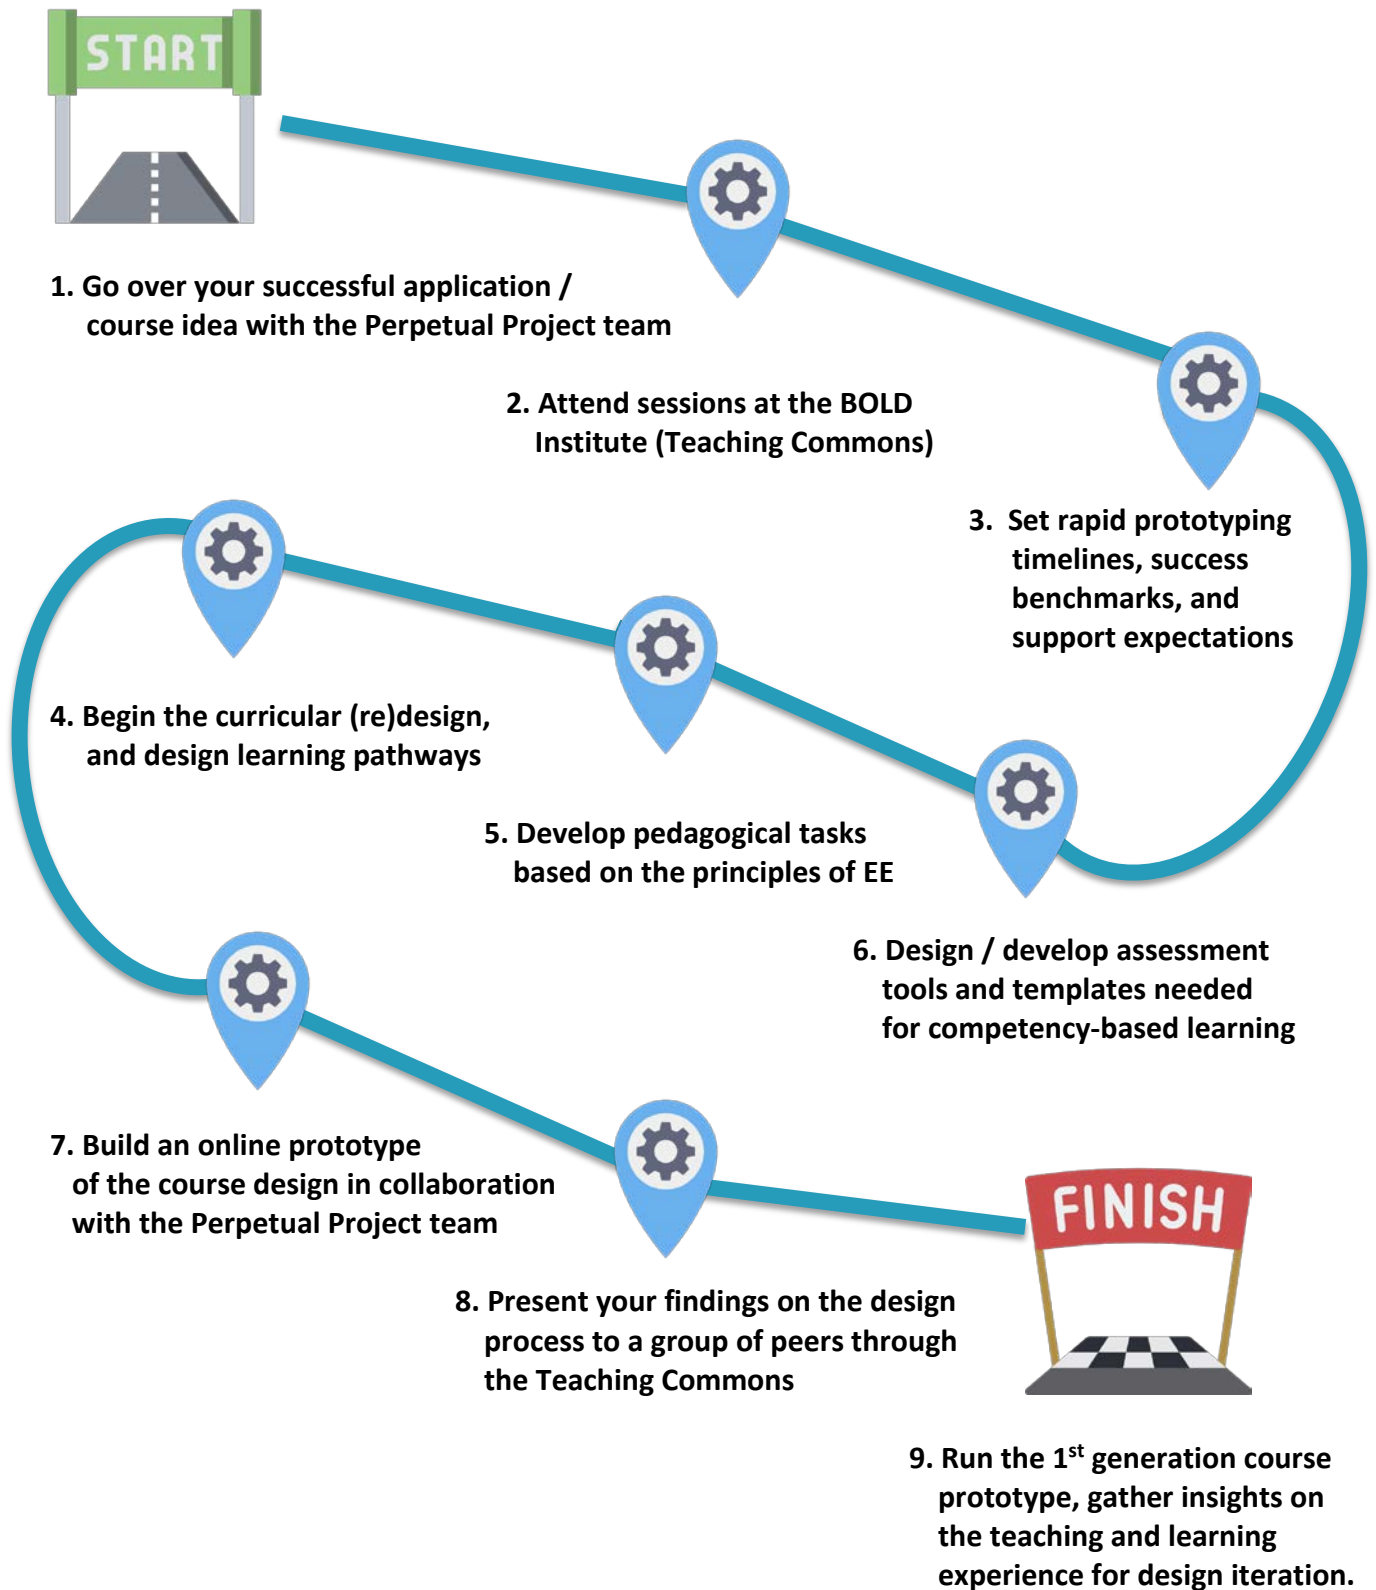 START
1. Go over your successful application /
course idea with the Perpetual Project team
2. Attend sessions at the BOLD
Institute (Teaching Commons)
3. Set rapid prototyping
timelines, success
benchmarks, and
support expectations
4. Begin the curricular (re)design,
and design learning pathways
5. Develop pedagogical tasks
based on the principles of EE
6. Design / develop assessment
tools and templates needed
for competency-based learning
7. Build an online prototype
of the course design in collaboration
with the Perpetual Project team
8. Present your findings on the design
process to a group of peers through
the Teaching Commons
FINISH
9. Run the 1st generation course
prototype, gather insights on
the teaching and learning
experience for design iteration.